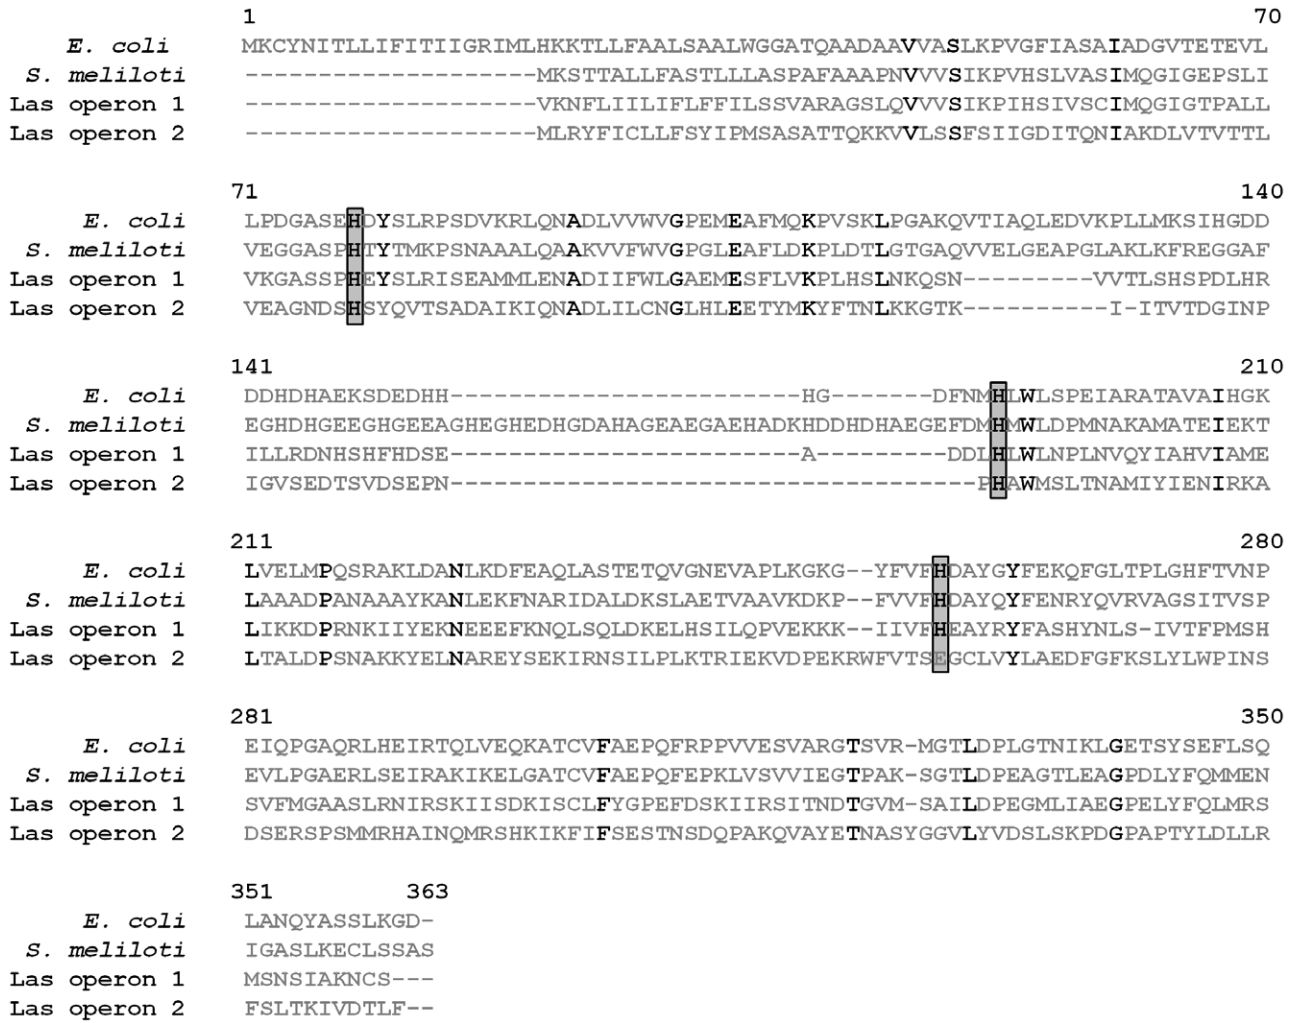 1 70
E. coli MKCYNITLLIFITIIGRIMLHKKTLLFAALSAALWGGATQAADAAVVASLKPVGFIASAIADGVTETEVL
S. meliloti --------------------MKSTTALLFASTLLLASPAFAAAPNVVVSIKPVHSLVASIMQGIGEPSLI
Las operon 1 --------------------VKNFLIILIFLFFILSSVARAGSLQVVVSIKPIHSIVSCIMQGIGTPALL
Las operon 2 --------------------MLRYFICLLFSYIPMSASATTQKKVVLSSFSIIGDITQNIAKDLVTVTTL
71 140
E. coli LPDGASEHDYSLRPSDVKRLQNADLVVWVGPEMEAFMQKPVSKLPGAKQVTIAQLEDVKPLLMKSIHGDD
S. meliloti VEGGASPHTYTMKPSNAAALQAAKVVFWVGPGLEAFLDKPLDTLGTGAQVVELGEAPGLAKLKFREGGAF
Las operon 1 VKGASSPHEYSLRISEAMMLENADIIFWLGAEMESFLVKPLHSLNKQSN---------VVTLSHSPDLHR
Las operon 2 VEAGNDSHSYQVTSADAIKIQNADLILCNGLHLEETYMKYFTNLKKGTK----------I-ITVTDGINP
141 210
E. coli DDHDHAEKSDEDHH------------------------HG-------DFNMHLWLSPEIARATAVAIHGK
S. meliloti EGHDHGEEGHGEEAGHEGHEDHGDAHAGEAEGAEHADKHDDHDHAEGEFDMHMWLDPMNAKAMATEIEKT
Las operon 1 ILLRDNHSHFHDSE------------------------A---------DDLHLWLNPLNVQYIAHVIAME
Las operon 2 IGVSEDTSVDSEPN------------------------------------PHAWMSLTNAMIYIENIRKA
211 280
E. coli LVELMPQSRAKLDANLKDFEAQLASTETQVGNEVAPLKGKG--YFVFHDAYGYFEKQFGLTPLGHFTVNP
S. meliloti LAAADPANAAAYKANLEKFNARIDALDKSLAETVAAVKDKP--FVVFHDAYQYFENRYQVRVAGSITVSP
Las operon 1 LIKKDPRNKIIYEKNEEEFKNQLSQLDKELHSILQPVEKKK--IIVFHEAYRYFASHYNLS-IVTFPMSH
Las operon 2 LTALDPSNAKKYELNAREYSEKIRNSILPLKTRIEKVDPEKRWFVTSEGCLVYLAEDFGFKSLYLWPINS
281 350
E. coli EIQPGAQRLHEIRTQLVEQKATCVFAEPQFRPPVVESVARGTSVR-MGTLDPLGTNIKLGETSYSEFLSQ
S. meliloti EVLPGAERLSEIRAKIKELGATCVFAEPQFEPKLVSVVIEGTPAK-SGTLDPEAGTLEAGPDLYFQMMEN
Las operon 1 SVFMGAASLRNIRSKIISDKISCLFYGPEFDSKIIRSITNDTGVM-SAILDPEGMLIAEGPELYFQLMRS
Las operon 2 DSERSPSMMRHAINQMRSHKIKFIFSESTNSDQPAKQVAYETNASYGGVLYVDSLSKPDGPAPTYLDLLR
351 363
E. coli LANQYASSLKGD-
S. meliloti IGASLKECLSSAS
Las operon 1 MSNSIAKNCS---
Las operon 2 FSLTKIVDTLF--